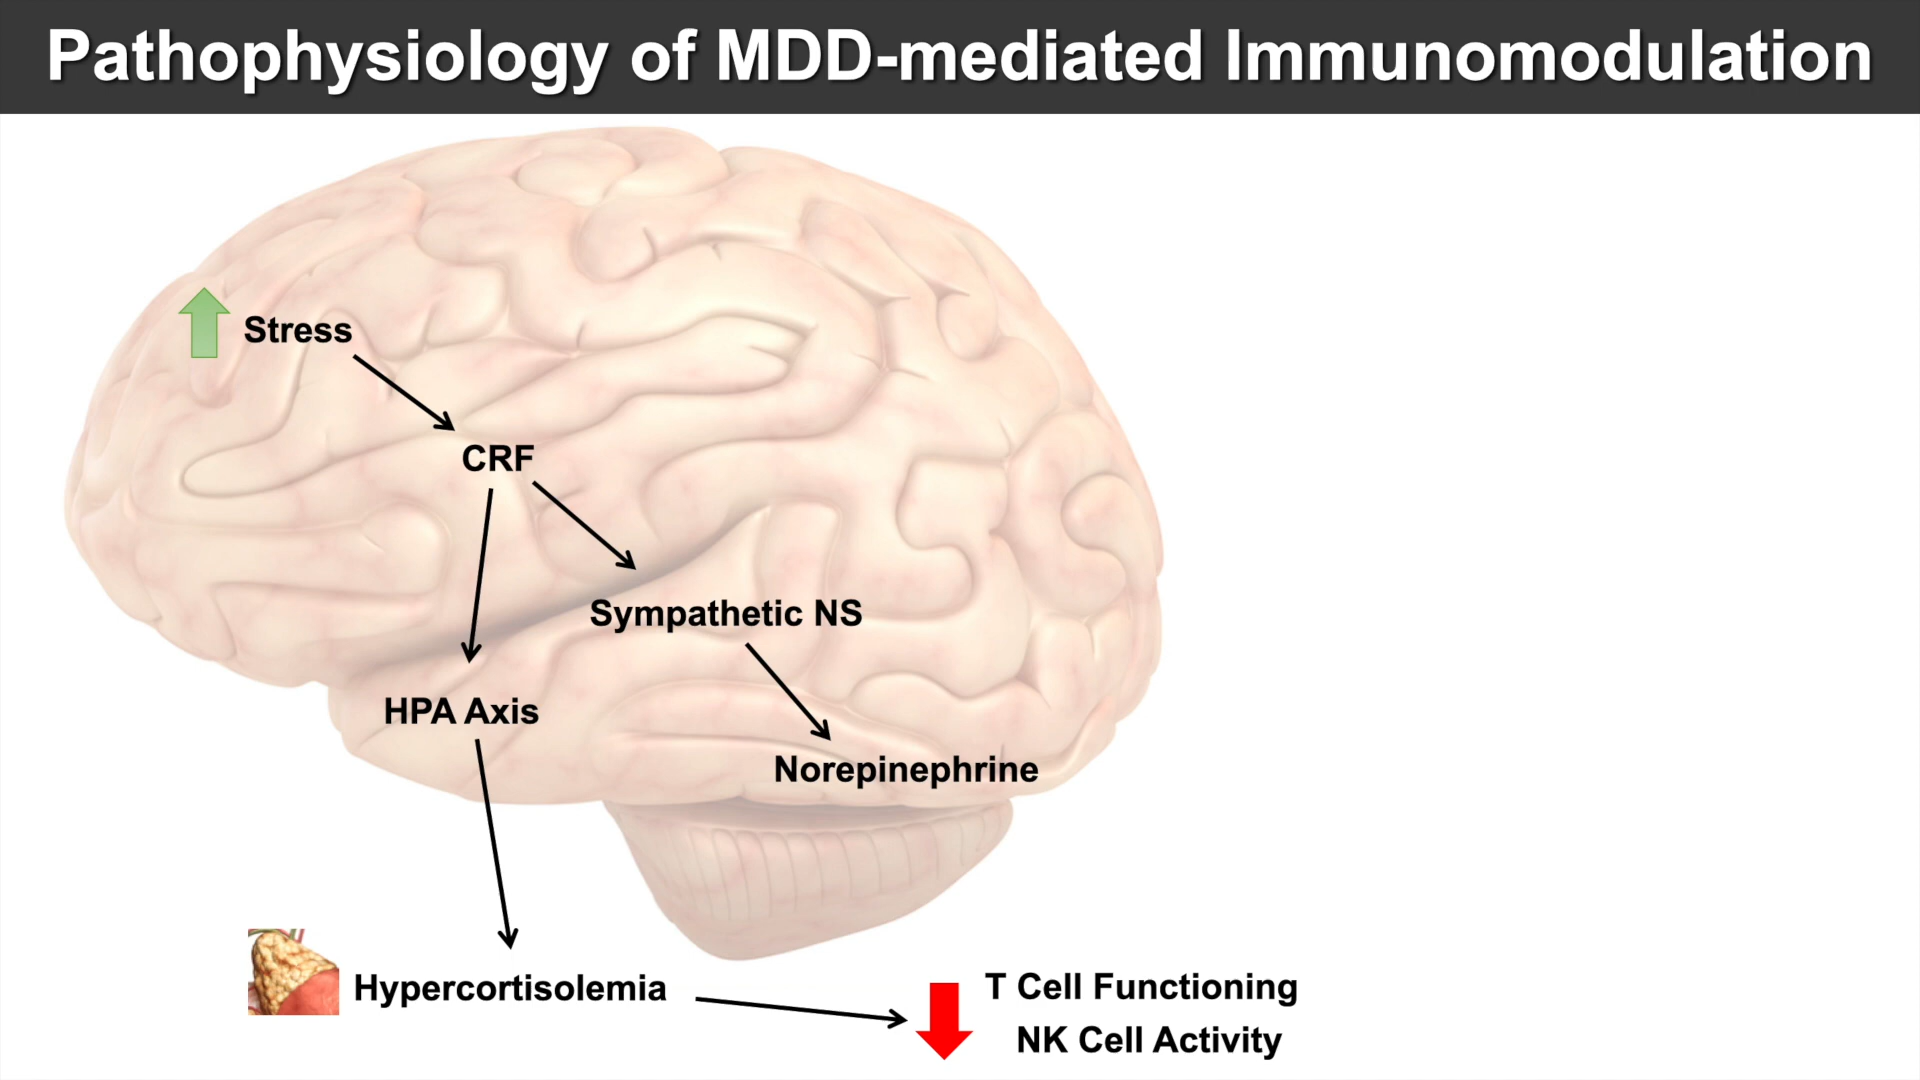 Pathophysiology of MDD-mediated Immunomodulation
Stress
CRF
Sympathetic NS
HPA Axis
Norepinephrine
Hypercortisolemia
T Cell Functioning
NK Cell Activity